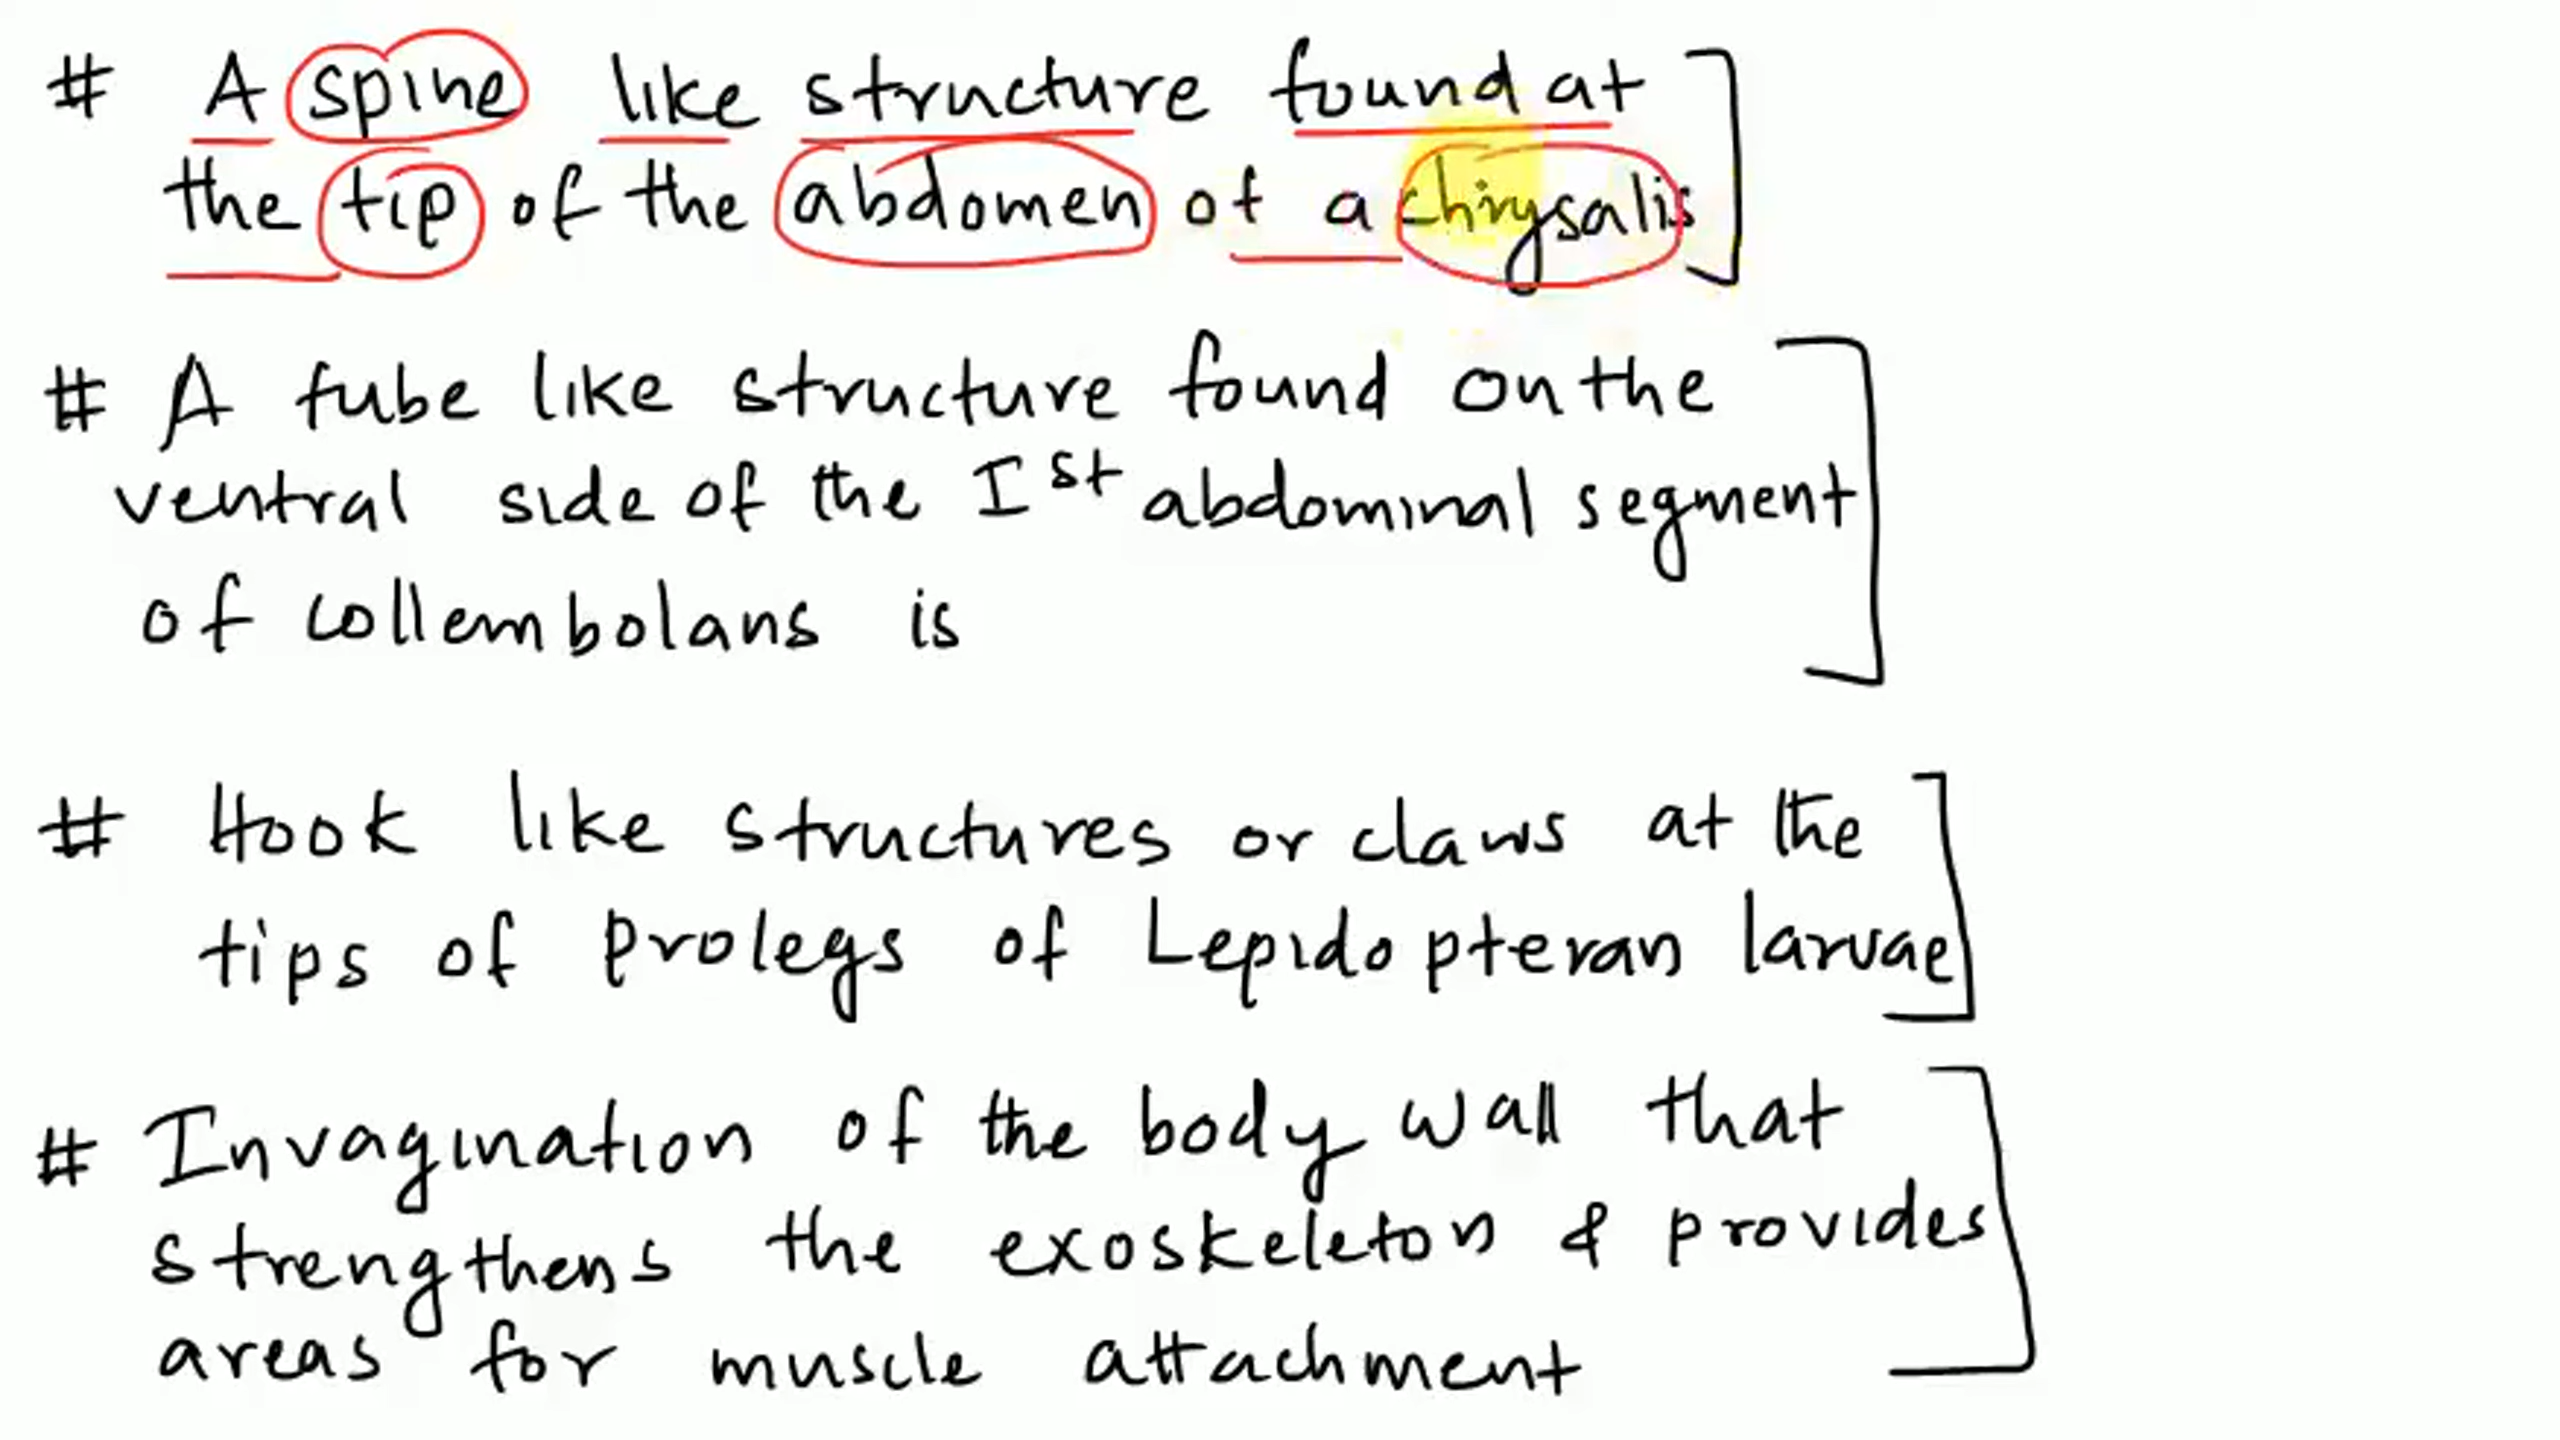 # A spine like structure found at
the tip of the abdomen of a chrysalis
# A tube like structure found on the
ventral side of the Ist abdominal segment
of collembolans is
# Hook like structures or claws at the
tips of prolegs of Lepidopteran larvae
# Invagination of the body wall that
strengthens the exoskeleton & provides
areas for muscle attachment